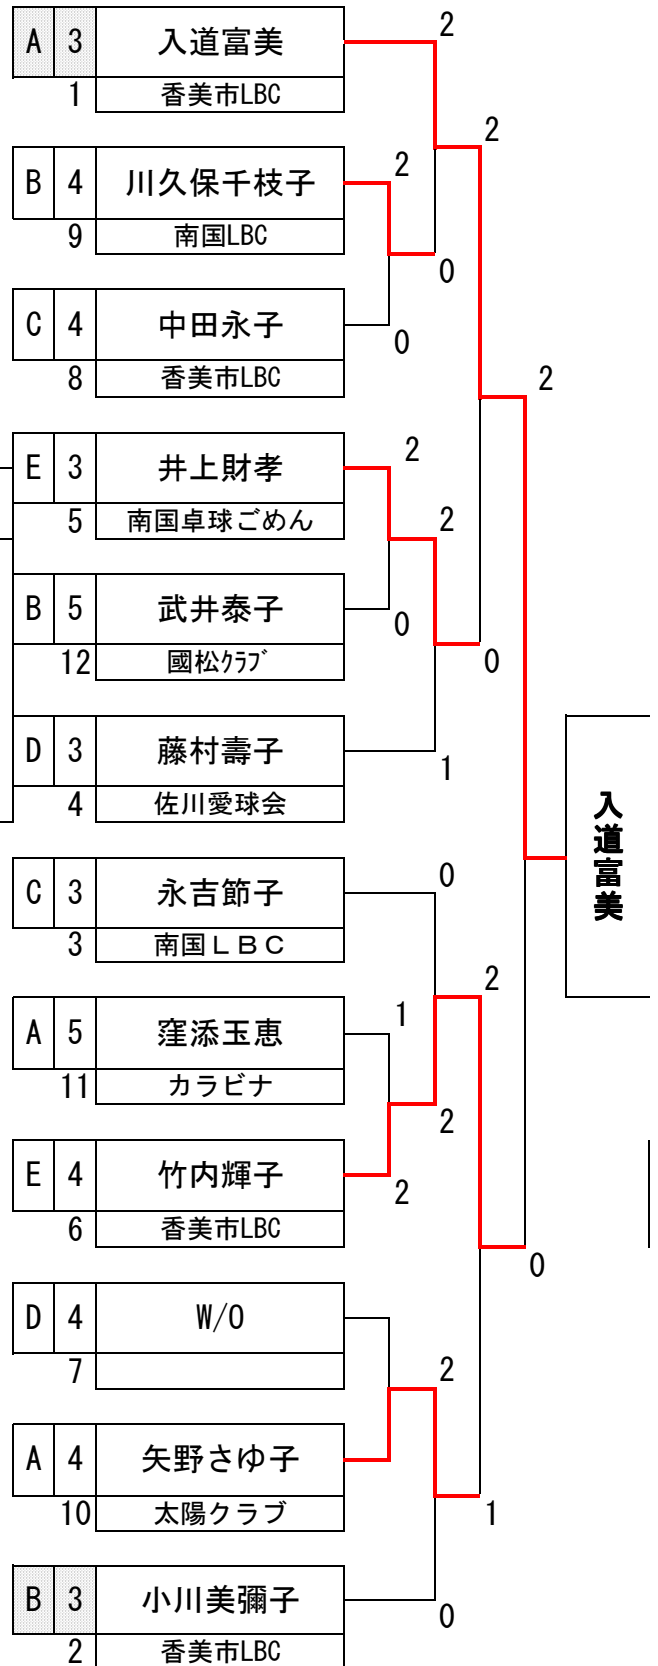 A 3 入道富美 2
1 香美市LBC
2
B 4 川久保千枝子 2
9 南国LBC
0
C 4 中田永子 0
8 香美市LBC
2
E 3 井上財孝 2
5 南国卓球ごめん 2
B 5 武井泰子 0
12 國松ｸﾗﾌﾞ 0
D 3 藤村壽子 1
4 佐川愛球会
入道富美
C 3 永吉節子 0
3 南国ＬＢＣ
2
A 5 窪添玉恵 1
11 カラビナ
2
E 4 竹内輝子 2
6 香美市LBC
0
D 4 W/O
7
2
A 4 矢野さゆ子
10 太陽クラブ 1
B 3 小川美彌子 0
2 香美市LBC